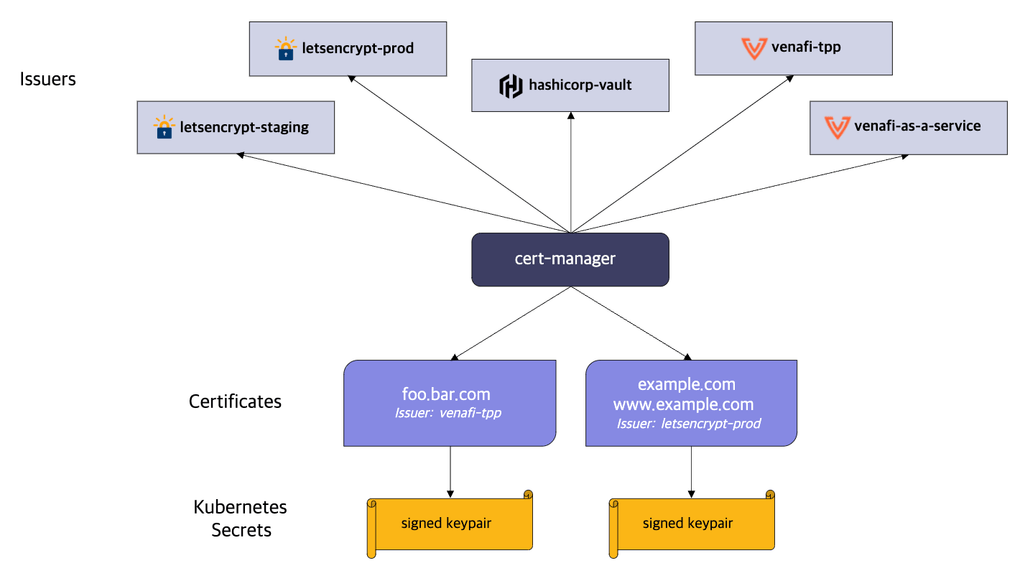 letsencrypt-prod
venafi-tpp
Issuers
hashicorp-vault
letsencrypt-staging
venafi-as-a-service
cert-manager
Certificates
foo.bar.com
Issuer: venafi-tpp
example.com
www.example.com
Issuer: letsencrypt-prod
Kubernetes
Secrets
signed keypair
signed keypair